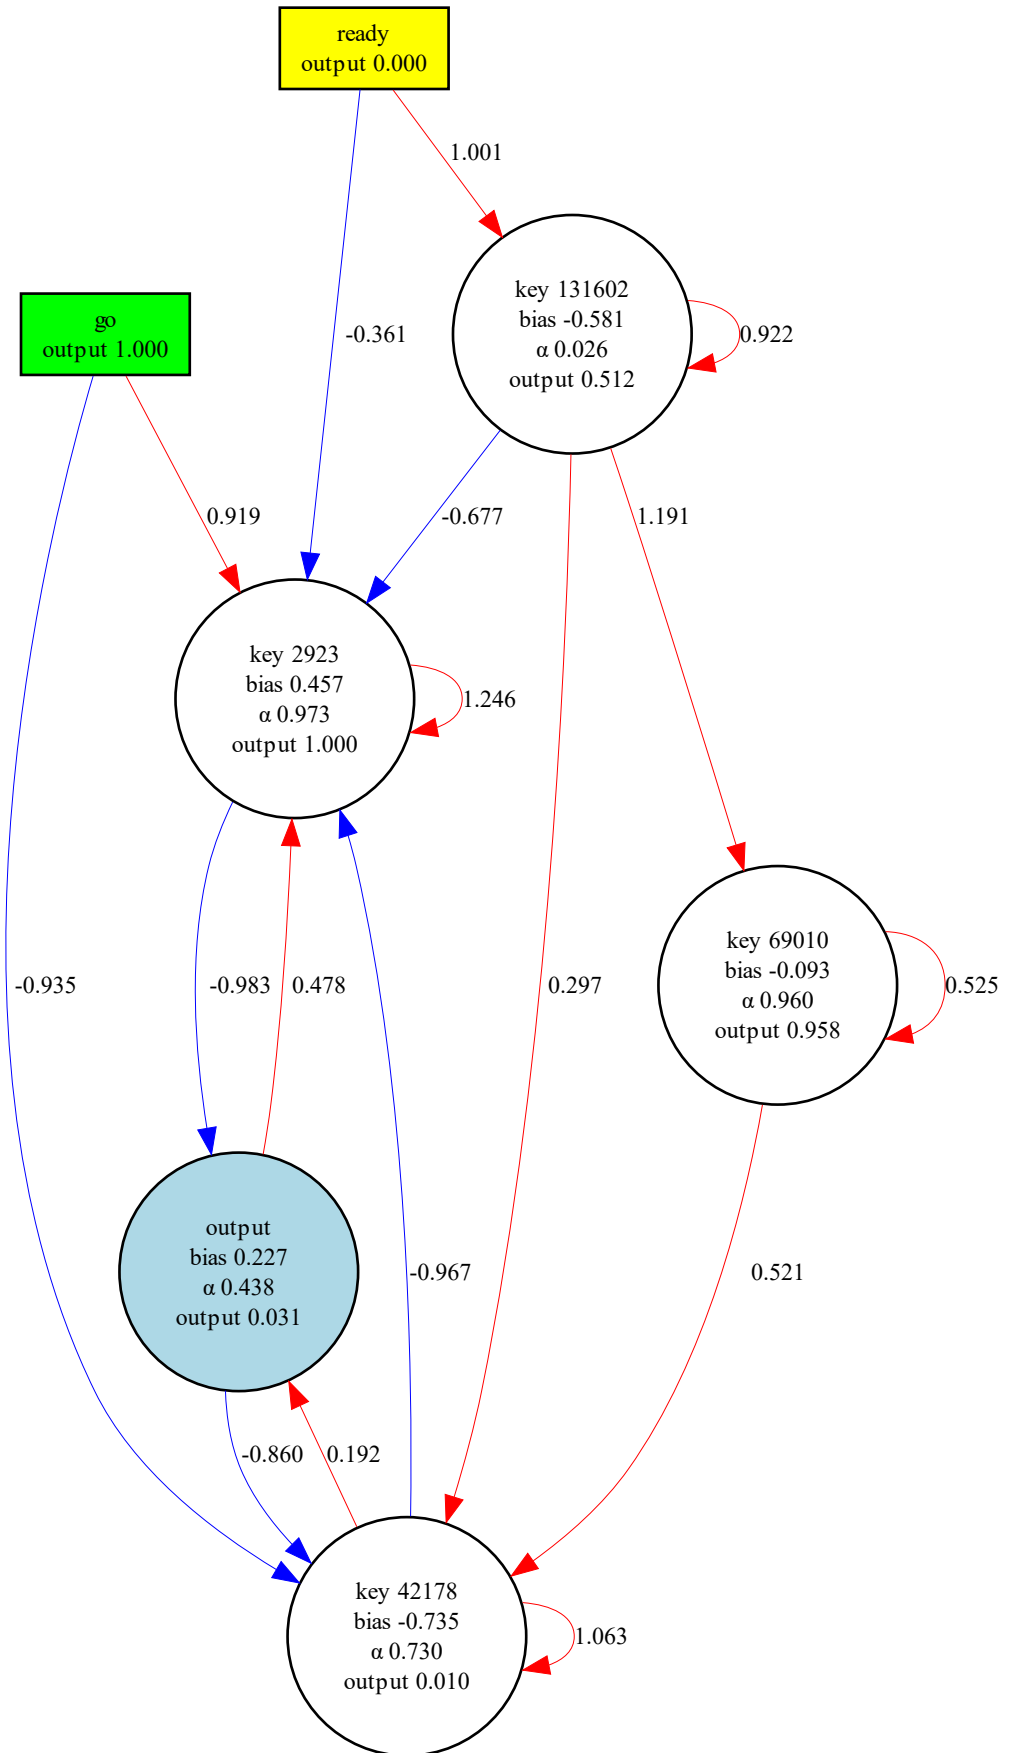 ready
output 0.000
1.001
key 131602
bias -0.581
α 0.026
output 0.512
0.922
go
output 1.000
-0.361
0.919
-0.677
1.191
key 2923
bias 0.457
α 0.973
output 1.000
1.246
key 69010
bias -0.093
α 0.960
output 0.958
0.525
-0.935
-0.983
0.478
0.297
output
bias 0.227
α 0.438
output 0.031
-0.967
0.521
-0.860
0.192
key 42178
bias -0.735
α 0.730
output 0.010
1.063